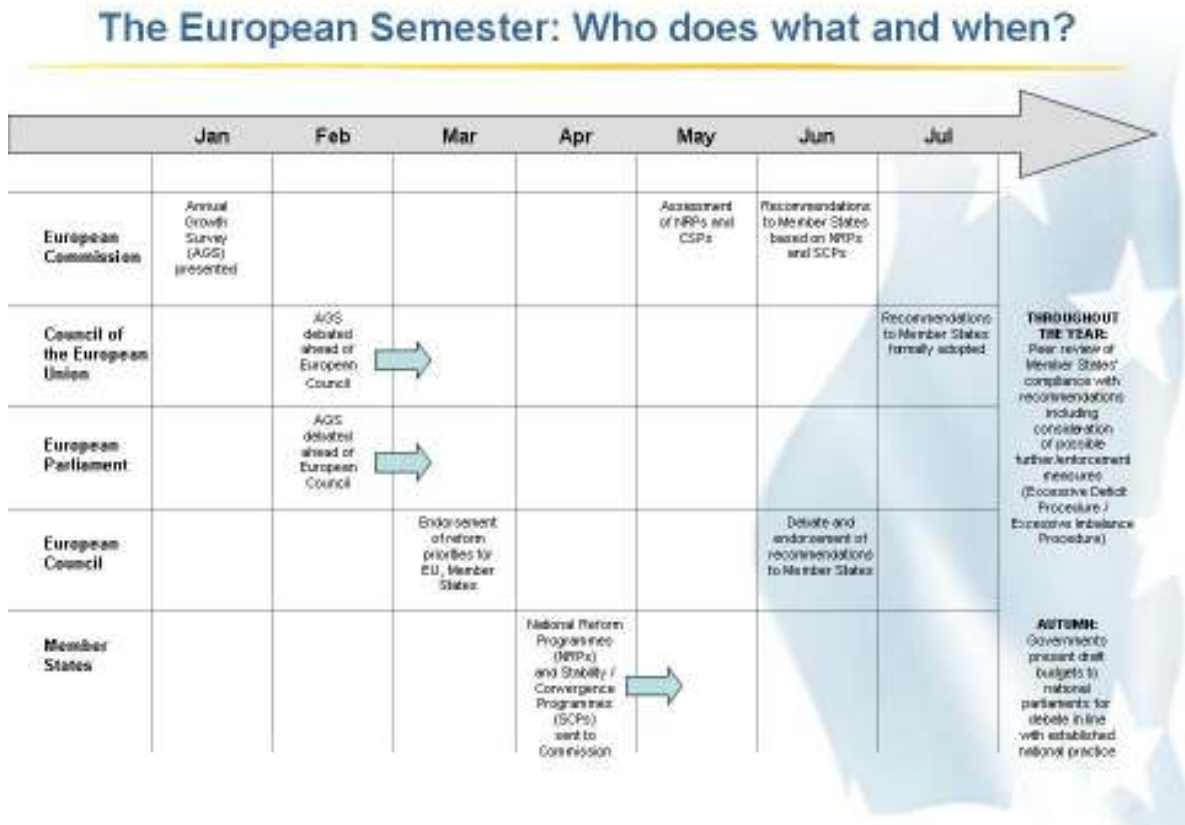 The European Semester: Who does what and when?
Jan Feb Mar Apr May Jun Jul
European
Commission
Annual
Growth
Survey
(AGS)
presented
Assessment
of NRPs and
CSPs
Recommendations
to Member States
based on NRPs
and SCPs
Council of
the European
Union
AGS
debated
ahead of
European
Council
Recommendations
to Member States
formally adopted
THROUGHOUT
THE YEAR:
Peer review of
Member States'
compliance with
recommendations
including
consideration
of possible
further/enforcement
measures
(Excessive Deficit
Procedure /
Excessive Imbalance
Procedure)
European
Parliament
AGS
debated
ahead of
European
Council
European
Council
Endorsement
of reform
priorities for
EU, Member
States
Debate and
endorsement of
recommendations
to Member States
Member
States
National Reform
Programmes
(NRPs)
and Stability /
Convergence
Programmes
(SCPs)
sent to
Commission
AUTUMN:
Governments
present draft
budgets to
national
parliaments for
debate in line
with established
national practice